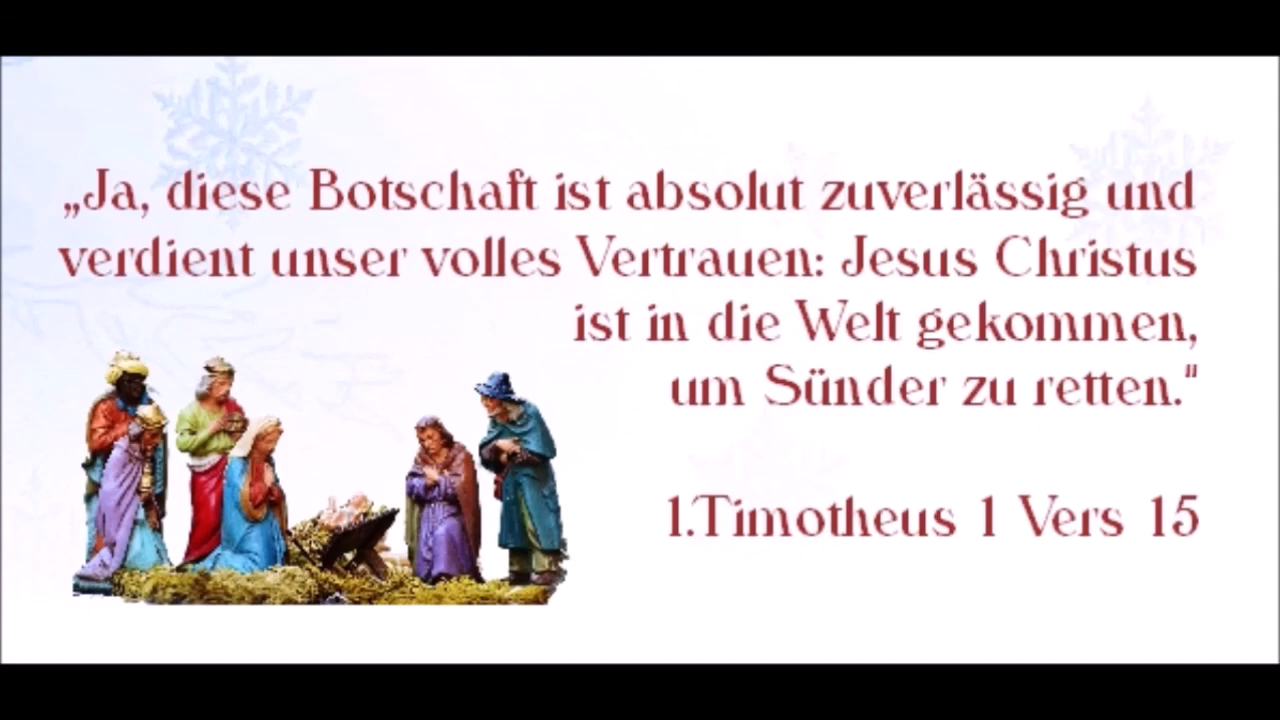 „Ja, diese Botschaft ist absolut zuverlässig und
verdient unser volles Vertrauen: Jesus Christus
ist in die Welt gekommen,
um Sünder zu retten."
1.Timotheus 1 Vers 15